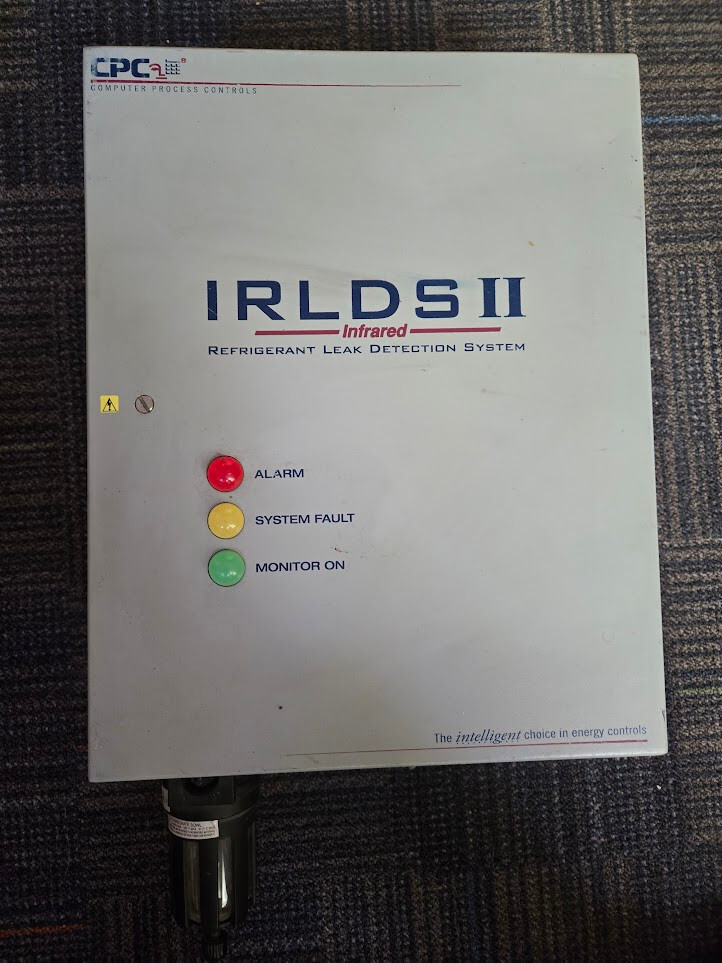 CPC
COMPUTER PROCESS CONTROLS
IRLDS II
Infrared
REFRIGERANT LEAK DETECTION SYSTEM
ALARM
SYSTEM FAULT
MONITOR ON
The intelligent choice in energy controls